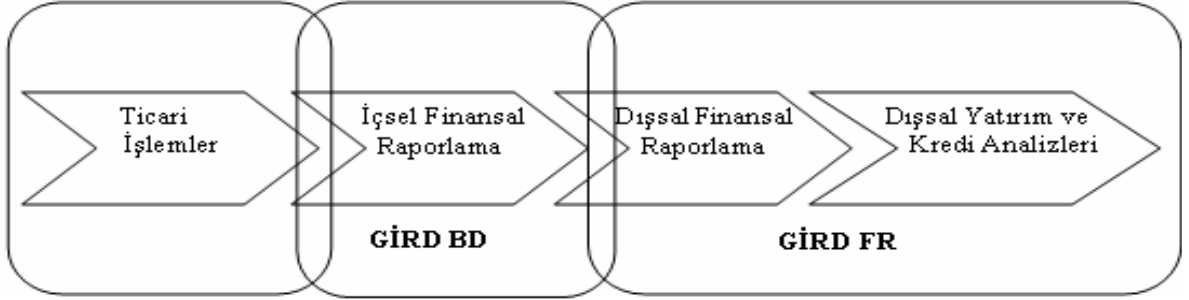 Ticari
İşlemler
İçsel Finansal
Raporlama
Dışsal Finansal
Raporlama
Dışsal Yatırım ve
Kredi Analizleri
GİRD BD
GİRD FR